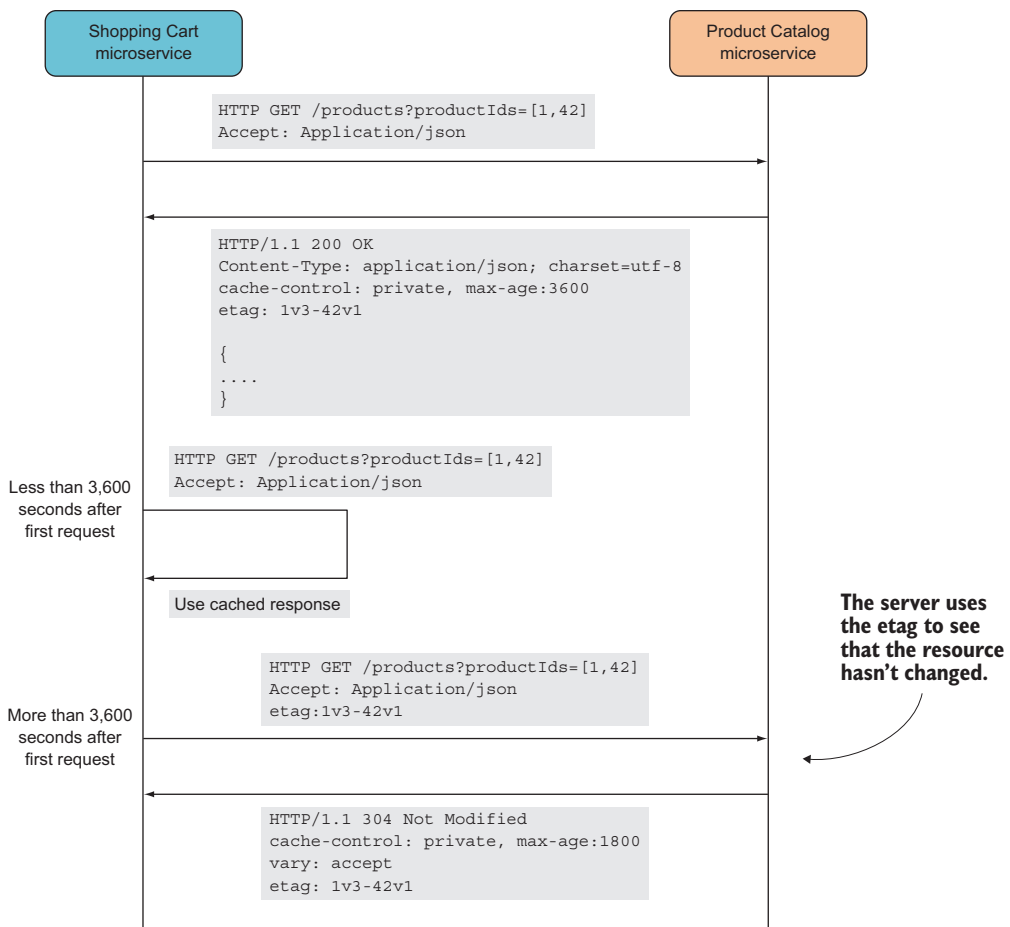 Shopping Cart
microservice
Product Catalog
microservice
HTTP GET /products?productIds=[1,42]
Accept: Application/json
HTTP/1.1 200 OK
Content-Type: application/json; charset=utf-8
cache-control: private, max-age:3600
etag: 1v3-42v1
{
....
}
HTTP GET /products?productIds=[1,42]
Accept: Application/json
Less than 3,600
seconds after
first request
Use cached response
The server uses
the etag to see
that the resource
hasn't changed.
HTTP GET /products?productIds=[1,42]
Accept: Application/json
etag:1v3-42v1
More than 3,600
seconds after
first request
HTTP/1.1 304 Not Modified
cache-control: private, max-age:1800
vary: accept
etag: 1v3-42v1